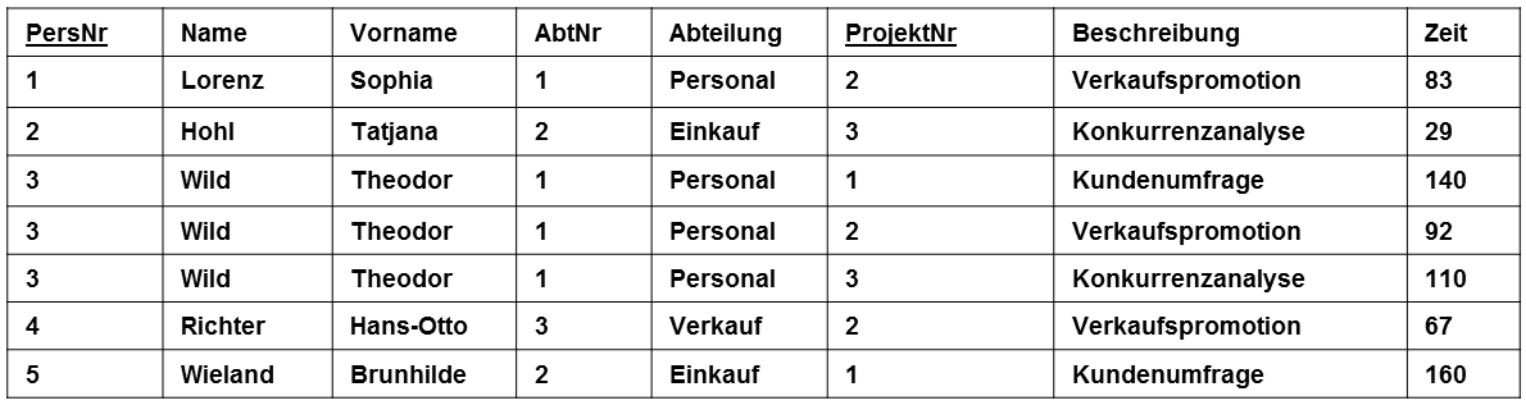 PersNr Name Vorname AbtNr Abteilung ProjektNr Beschreibung Zeit
1 Lorenz Sophia 1 Personal 2 Verkaufspromotion 83
2 Hohl Tatjana 2 Einkauf 3 Konkurrenzanalyse 29
3 Wild Theodor 1 Personal 1 Kundenumfrage 140
3 Wild Theodor 1 Personal 2 Verkaufspromotion 92
3 Wild Theodor 1 Personal 3 Konkurrenzanalyse 110
4 Richter Hans-Otto 3 Verkauf 2 Verkaufspromotion 67
5 Wieland Brunhilde 2 Einkauf 1 Kundenumfrage 160